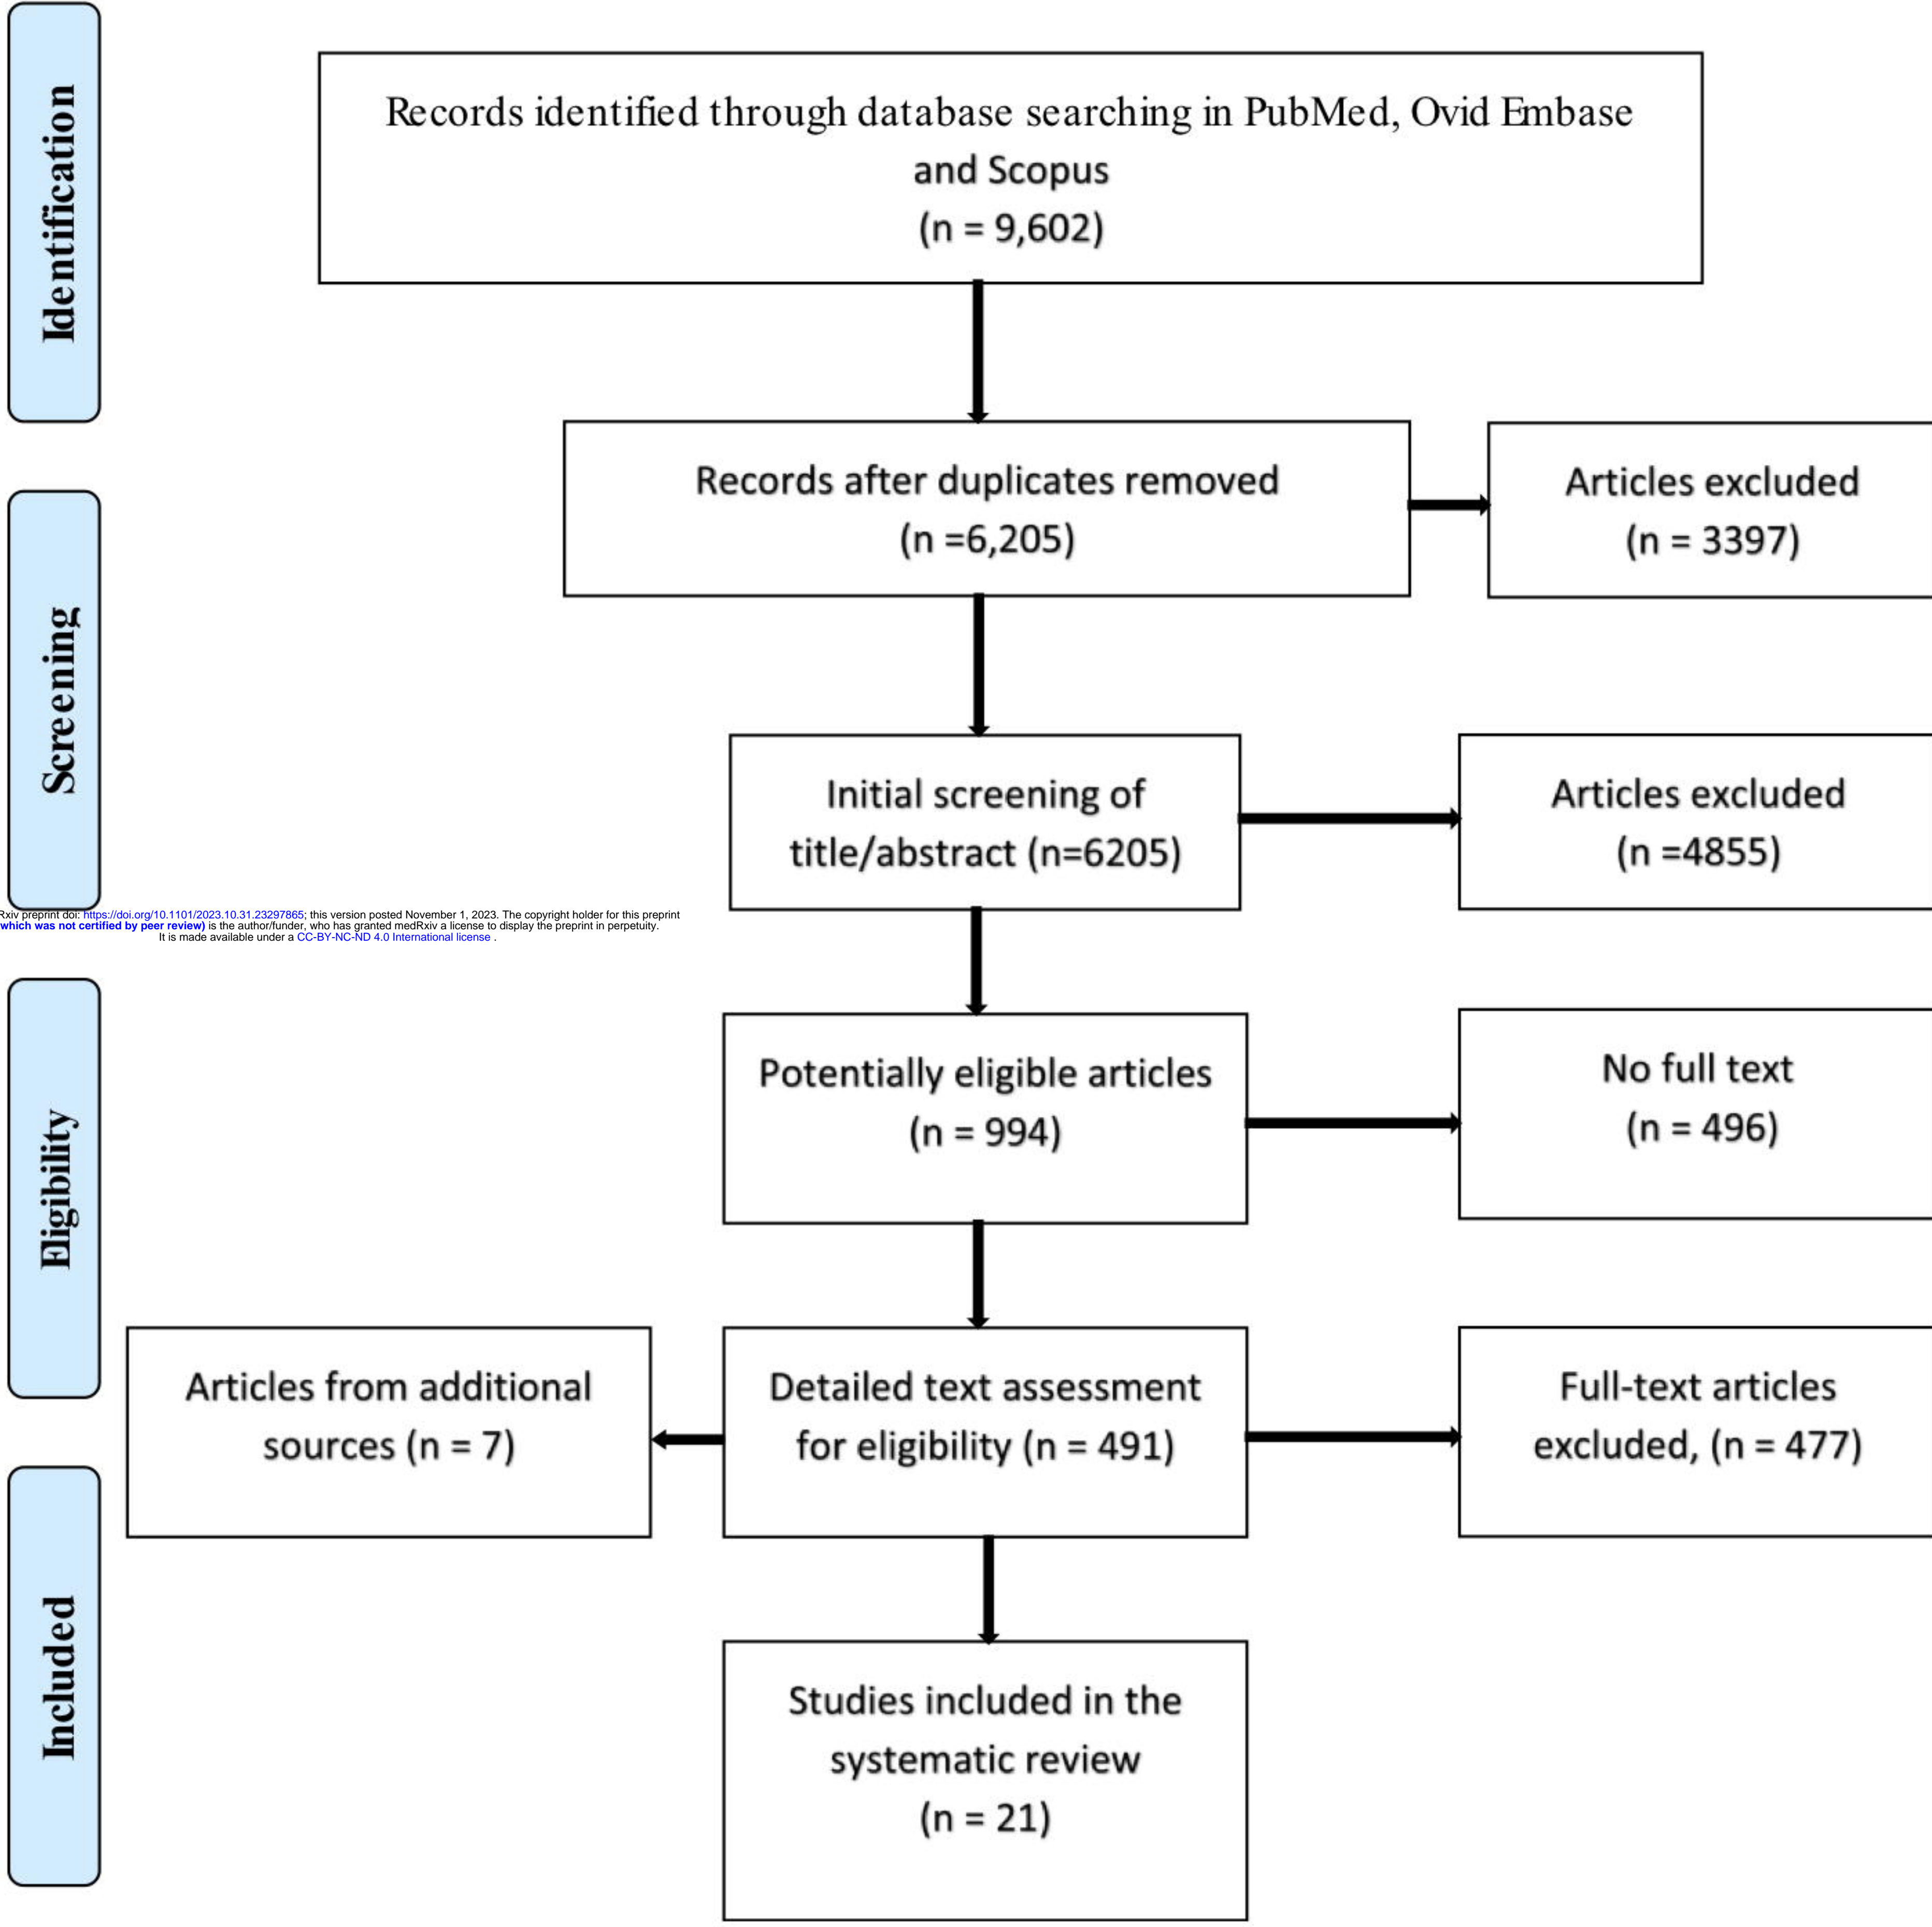 Identification
Records identified through database searching in PubMed, Ovid Embase
and Scopus
(n = 9,602)
Records after duplicates removed
(n =6,205)
Articles excluded
(n = 3397)
Screening
Initial screening of
title/abstract (n=6205)
Articles excluded
(n =4855)
Rxiv preprint doi: https://doi.org/10.1101/2023.10.31.23297865; this version posted November 1, 2023. The copyright holder for this preprint
which was not certified by peer review) is the author/funder, who has granted medRxiv a license to display the preprint in perpetuity.
It is made available under a CC-BY-NC-ND 4.0 International license .
Eligibility
Potentially eligible articles
(n = 994)
No full text
(n = 496)
Articles from additional
sources (n = 7)
Detailed text assessment
for eligibility (n = 491)
Full-text articles
excluded, (n = 477)
Included
Studies included in the
systematic review
(n = 21)